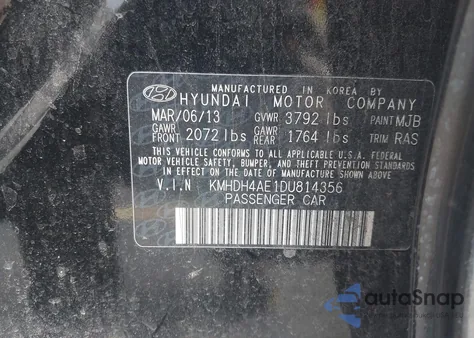 MANUFACTURED IN KOREA BY
HYUNDAI MOTOR COMPANY
MAR/06/13 GVWR 3792 lbs PAINT MJB
GAWR FRONT 2072 lbs GAWR REAR 1764 lbs TRIM RAS
THIS VEHICLE CONFORMS TO ALL APPLICABLE U.S.A. FEDERAL
MOTOR VEHICLE SAFETY, BUMPER, AND THEFT PREVENTION STANDARDS
IN EFFECT ON THE DATE OF MANUFACTURE SHOWN ABOVE.
V.I.N : KMHDH4AE1DU814356
PASSENGER CAR
autoSnap